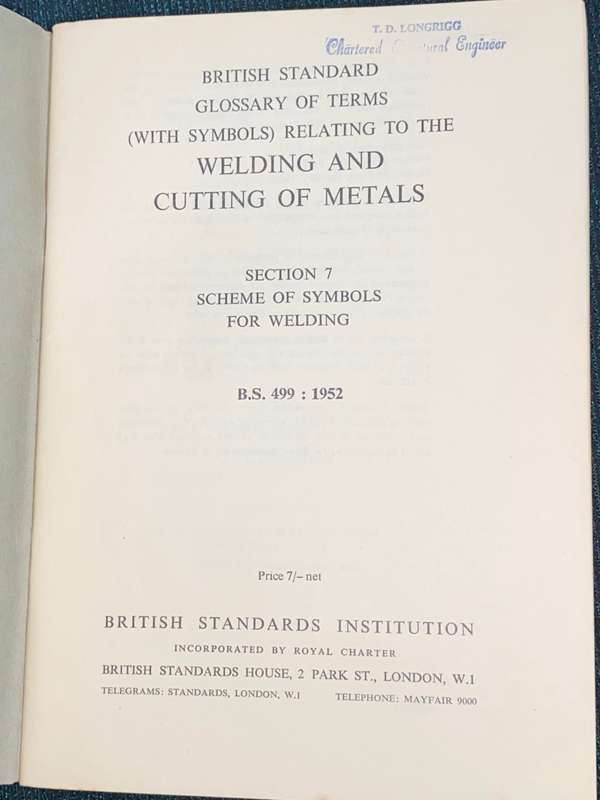 T. D. LONGRIGG
Chartered Engineer
BRITISH STANDARD
GLOSSARY OF TERMS
(WITH SYMBOLS) RELATING TO THE
WELDING AND
CUTTING OF METALS
SECTION 7
SCHEME OF SYMBOLS
FOR WELDING
B.S. 499 : 1952
Price 7/– net
BRITISH STANDARDS INSTITUTION
INCORPORATED BY ROYAL CHARTER
BRITISH STANDARDS HOUSE, 2 PARK ST., LONDON, W.1
TELEGRAMS: STANDARDS, LONDON, W.1 TELEPHONE: MAYFAIR 9000